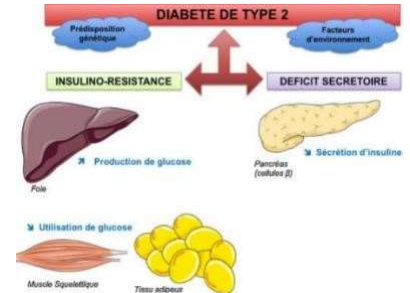 DIABETE DE TYPE 2
Prédisposition
génétique
Facteurs
d'environnement
INSULINO-RESISTANCE
DEFICIT SECRETOIRE
↗ Production de glucose
Foie
↘ Sécrétion d'insuline
Pancréas
(cellules β)
↘ Utilisation de glucose
Muscle Squelettique
Tissu adipeux